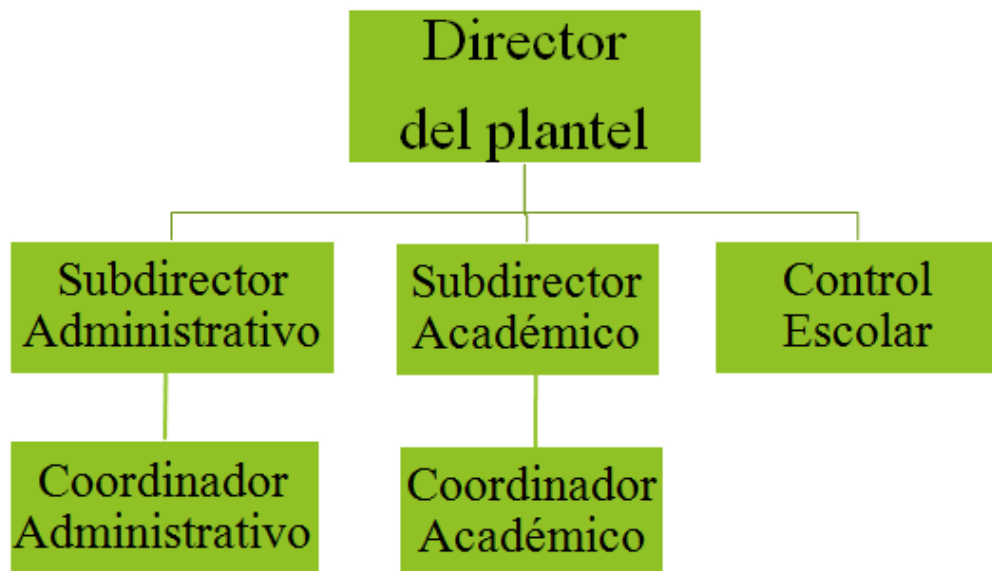 Director
del plantel
Subdirector
Administrativo
Subdirector
Académico
Control
Escolar
Coordinador
Administrativo
Coordinador
Académico